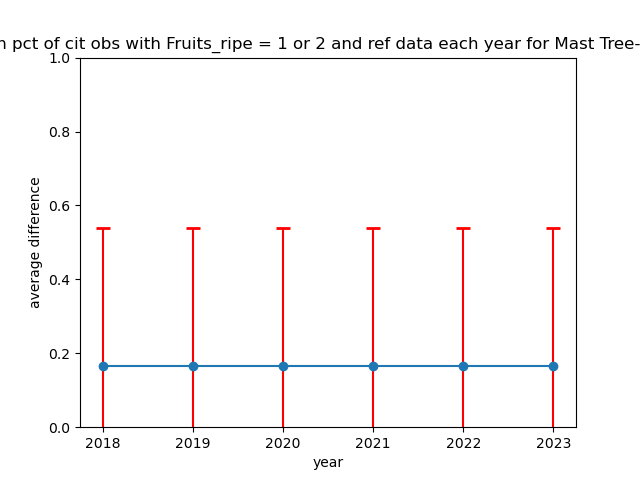 pct of cit obs with Fruits_ripe = 1 or 2 and ref data each year for Mast Tree-
1.0
0.8
0.6
0.4
0.2
0.0
average difference
2018 2019 2020 2021 2022 2023
year